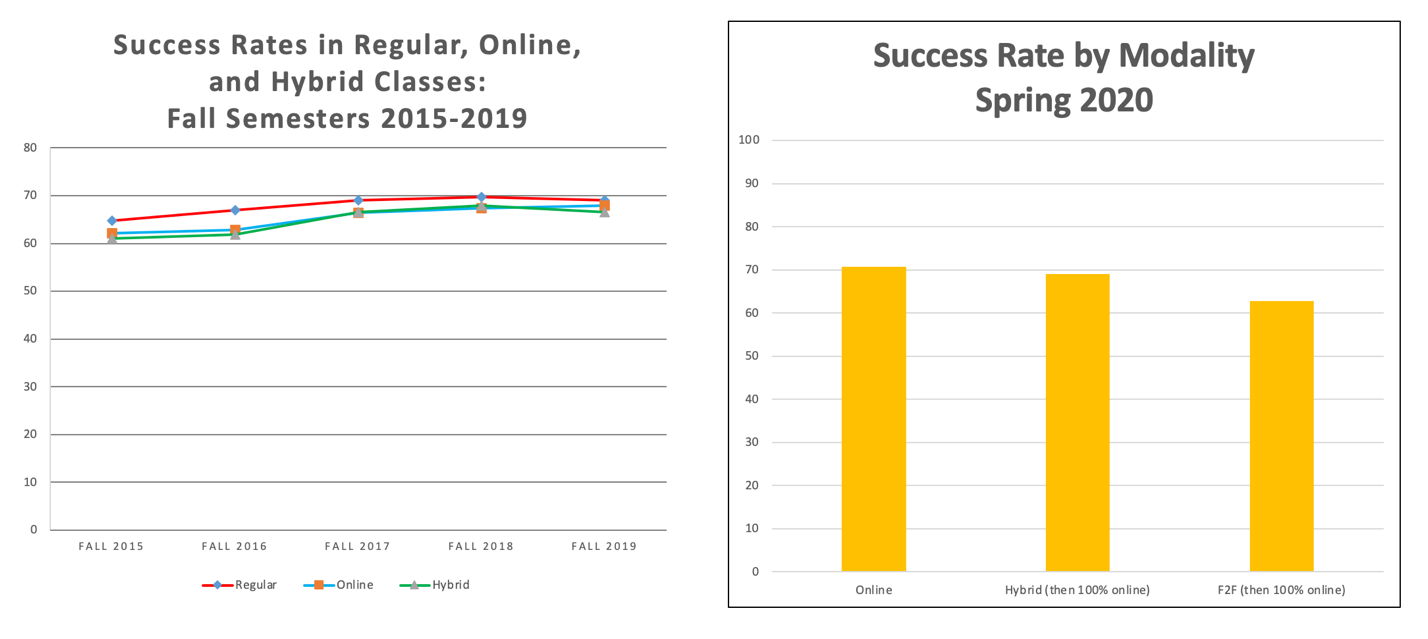 Success Rates in Regular, Online,
and Hybrid Classes:
Fall Semesters 2015-2019
80
70
60
50
40
30
20
10
0
FALL 2015
FALL 2016
FALL 2017
FALL 2018
FALL 2019
Regular
Online
Hybrid
Success Rate by Modality
Spring 2020
100
90
80
70
60
50
40
30
20
10
0
Online
Hybrid (then 100% online)
F2F (then 100% online)